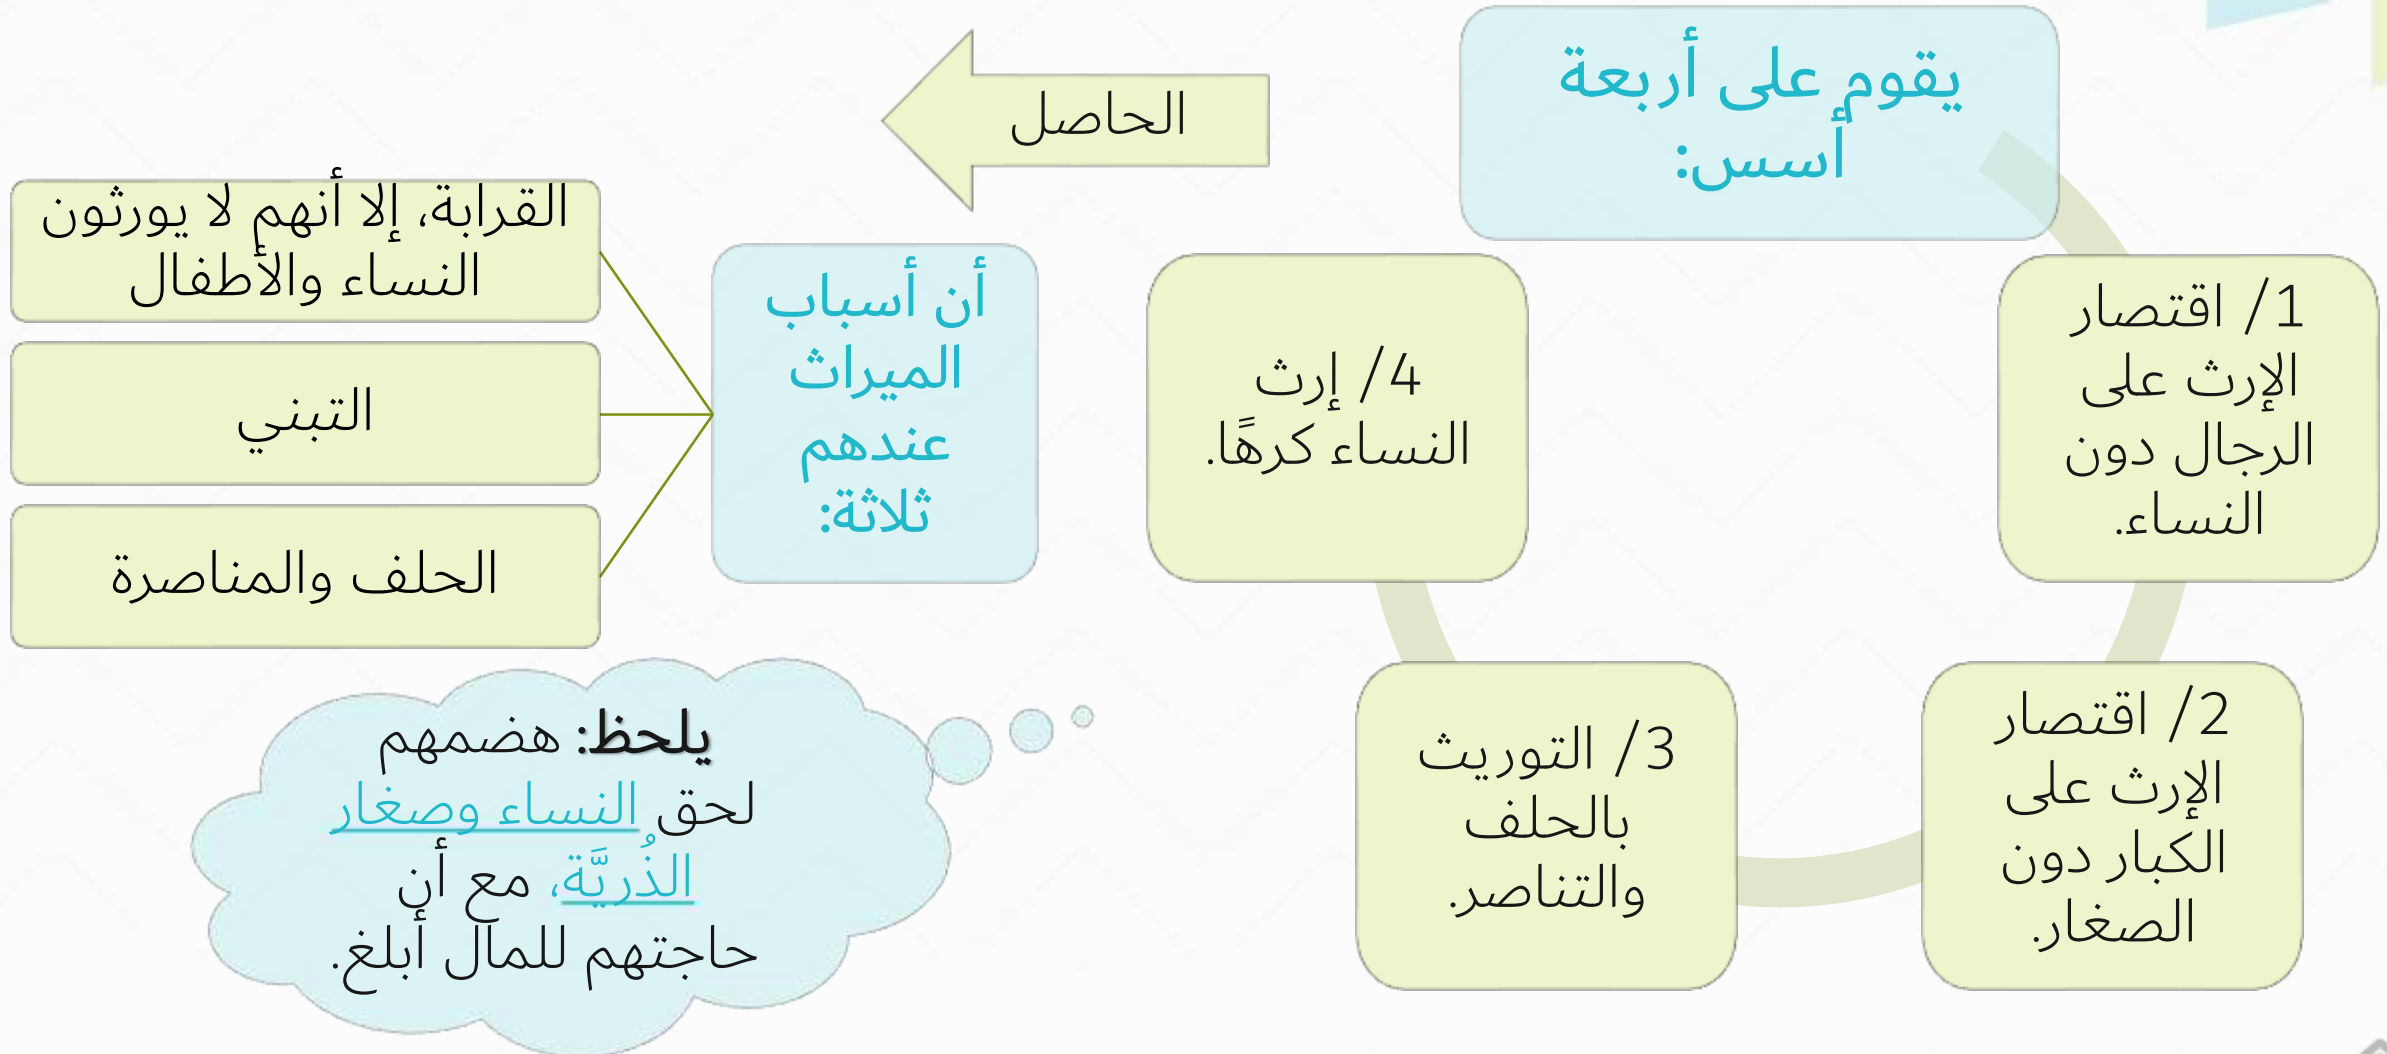 يقوم على أربعة
أسس:
1/ اقتصار
الإرث على
الرجال دون
النساء.
2/ اقتصار
الإرث على
الكبار دون
الصغار.
3/ التوريث
بالحلف
والتناصر.
4/ إرث
النساء كرهًا.
الحاصل
أن أسباب
الميراث
عندهم
ثلاثة:
القرابة، إلا أنهم لا يورثون
النساء والأطفال
التبني
الحلف والمناصرة
يلحظ: هضمهم
لحق النساء وصغار
الذُريَّة، مع أن
حاجتهم للمال أبلغ.